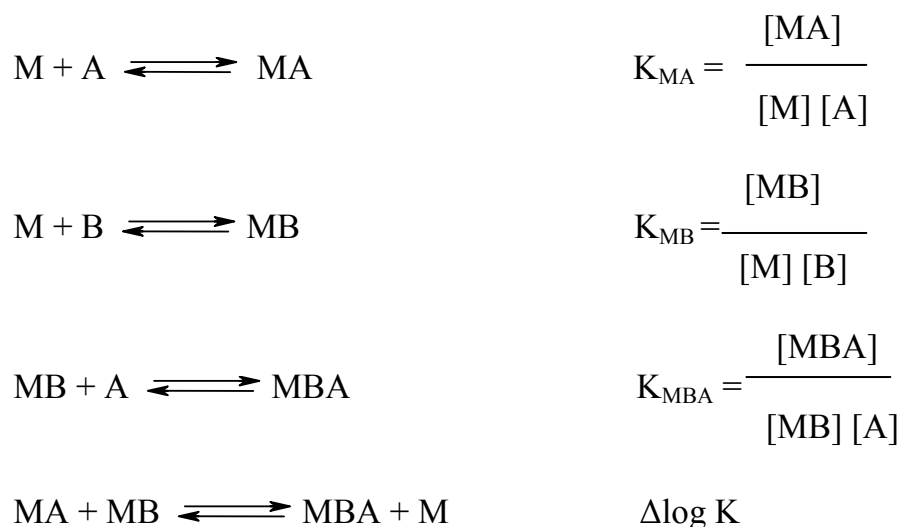 M + A ⇌ MA K_MA = [MA] / [M] [A]
M + B ⇌ MB K_MB = [MB] / [M] [B]
MB + A ⇌ MBA K_MBA = [MBA] / [MB] [A]
MA + MB ⇌ MBA + M Δlog K